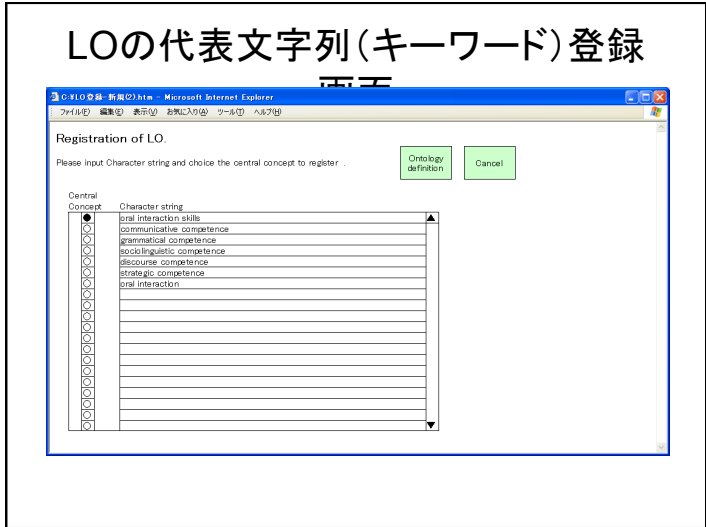 LOの代表文字列(キーワード)登録
画面
C:¥LO登録-新規(2).htm - Microsoft Internet Explorer
ファイル(F) 編集(E) 表示(V) お気に入り(A) ツール(T) ヘルプ(H)
Registration of LO.
Please input Character string and choice the central concept to register .
Ontology
definition
Cancel
Central
Concept Character string
oral interaction skills
communicative competence
grammatical competence
sociolinguistic competence
discourse competence
strategic competence
oral interaction